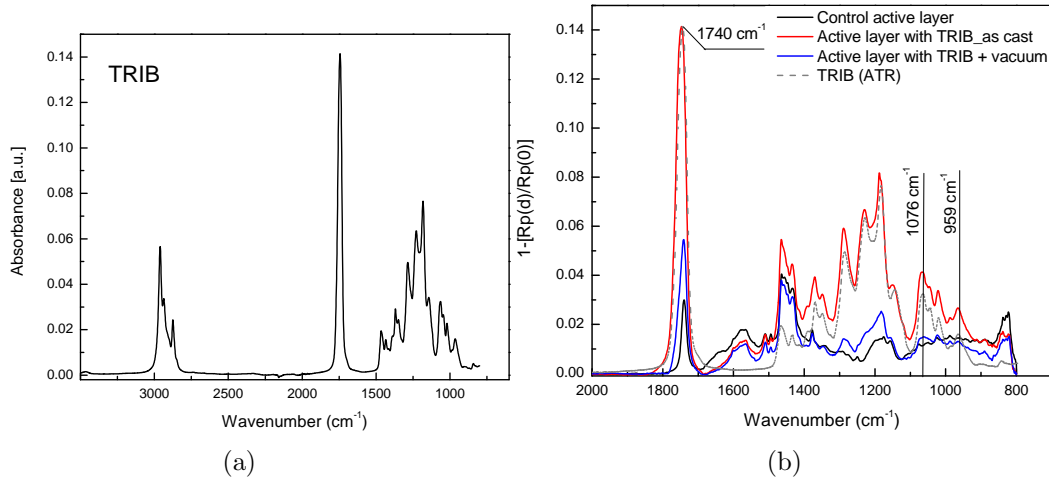 TRIB
Absorbance [a.u.]
0.14
0.12
0.10
0.08
0.06
0.04
0.02
0.00
3000 2500 2000 1500 1000
Wavenumber (cm-1)
(a)
Control active layer
Active layer with TRIB_as cast
Active layer with TRIB + vacuum
TRIB (ATR)
1740 cm-1
1076 cm-1
959 cm-1
1-[Rp(d)/Rp(0)]
0.14
0.12
0.10
0.08
0.06
0.04
0.02
0.00
2000 1600 1400 1200 1000 800
Wavenumber (cm-1)
(b)